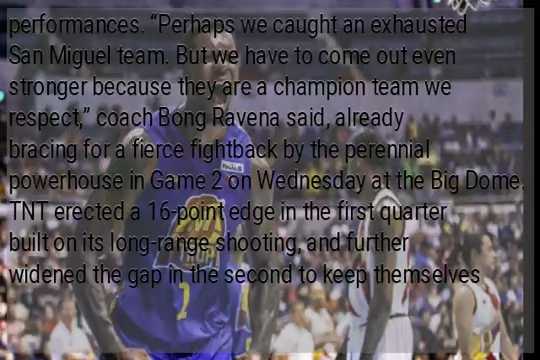 performances. “Perhaps we caught an exhausted
San Miguel team. But we have to come out even
stronger because they are a champion team we
respect,” coach Bong Ravena said, already
bracing for a fierce fightback by the perennial
powerhouse in Game 2 on Wednesday at the Big Dome.
TNT erected a 16-point edge in the first quarter
built on its long-range shooting, and further
widened the gap in the second to keep themselves